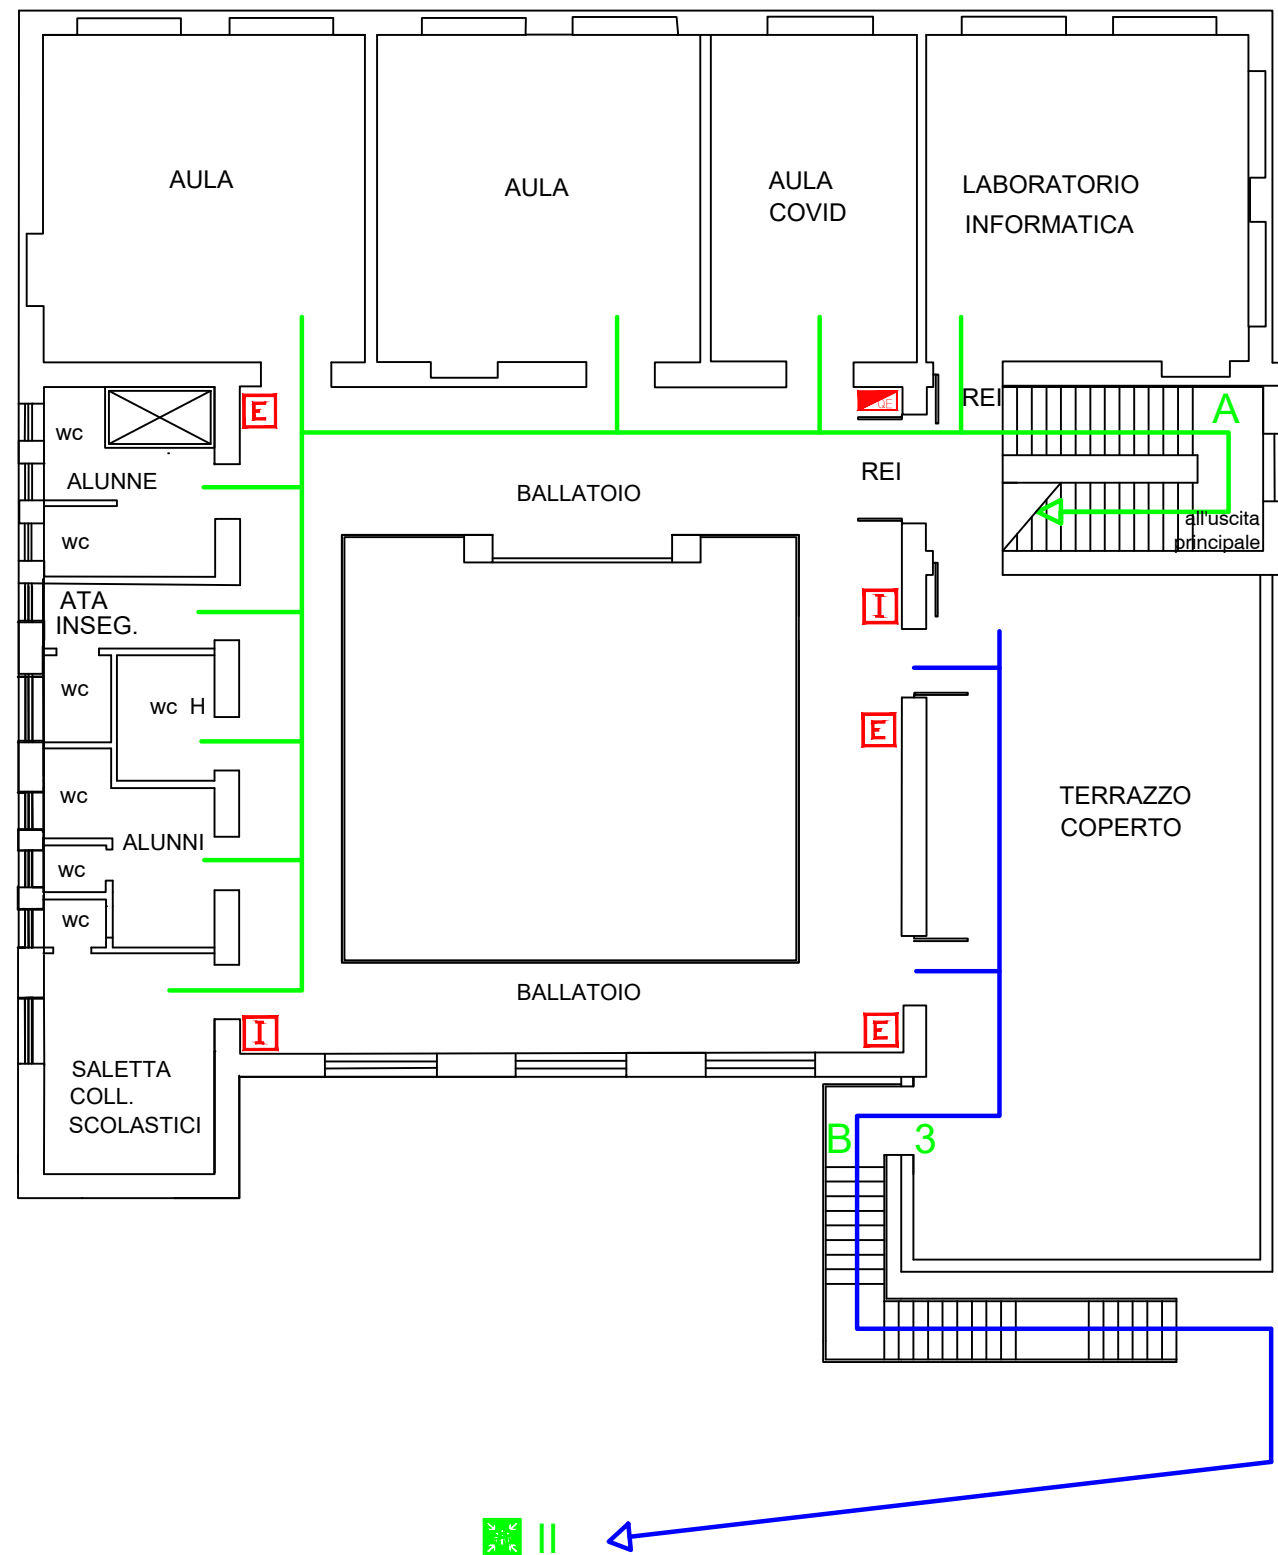 AULA
AULA
AULA
COVID
LABORATORIO
INFORMATICA
E
QE
REI
A
wc
ALUNNE
REI
BALLATOIO
all'uscita
principale
wc
ATA
INSEG.
I
wc
wc H
E
wc
TERRAZZO
COPERTO
ALUNNI
wc
wc
BALLATOIO
I
E
SALETTA
COLL.
SCOLASTICI
B
3
II